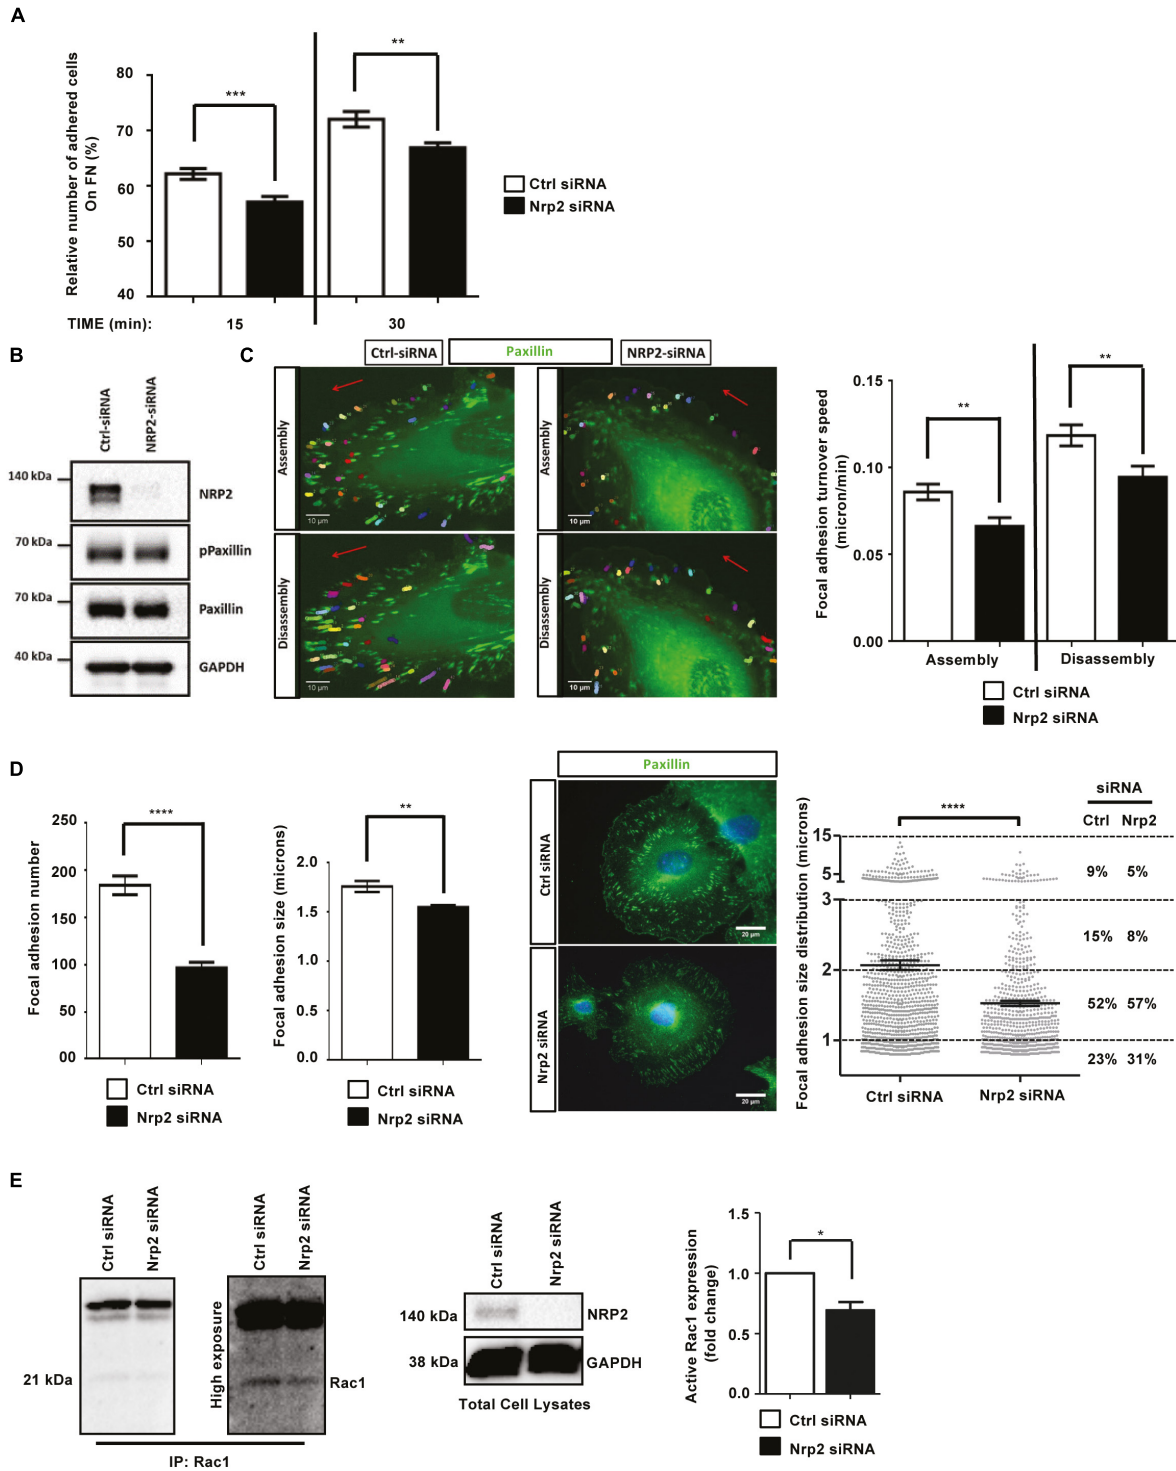 A
Relative number of adhered cells
On FN (%)
80
70
60
50
40
***
**
Ctrl siRNA
Nrp2 siRNA
TIME (min):
15
30
B
Ctrl-siRNA
NRP2-siRNA
140 kDa
NRP2
70 kDa
pPaxillin
70 kDa
Paxillin
40 kDa
GAPDH
C
Ctrl-siRNA
Paxillin
NRP2-siRNA
Assembly
10 µm
Assembly
10 µm
Disassembly
10 µm
Disassembly
10 µm
Focal adhesion turnover speed
(micron/min)
0.15
0.10
0.05
0.00
**
**
Assembly
Disassembly
Ctrl siRNA
Nrp2 siRNA
D
Focal adhesion number
250
200
150
100
50
00
****
Ctrl siRNA
Nrp2 siRNA
Focal adhesion size (microns)
2.0
1.5
1.0
0.5
0.0
**
Ctrl siRNA
Nrp2 siRNA
Paxillin
Ctrl siRNA
20 µm
Nrp2 siRNA
20 µm
Focal adhesion size distribution (microns)
15
5
3
2
1
****
siRNA
Ctrl Nrp2
9% 5%
15% 8%
52% 57%
23% 31%
Ctrl siRNA
Nrp2 siRNA
E
Ctrl siRNA
Nrp2 siRNA
21 kDa
High exposure
Ctrl siRNA
Nrp2 siRNA
Rac1
IP: Rac1
Ctrl siRNA
Nrp2 siRNA
140 kDa
NRP2
38 kDa
GAPDH
Total Cell Lysates
Active Rac1 expression
(fold change)
1.5
1.0
0.5
0.0
*
Ctrl siRNA
Nrp2 siRNA